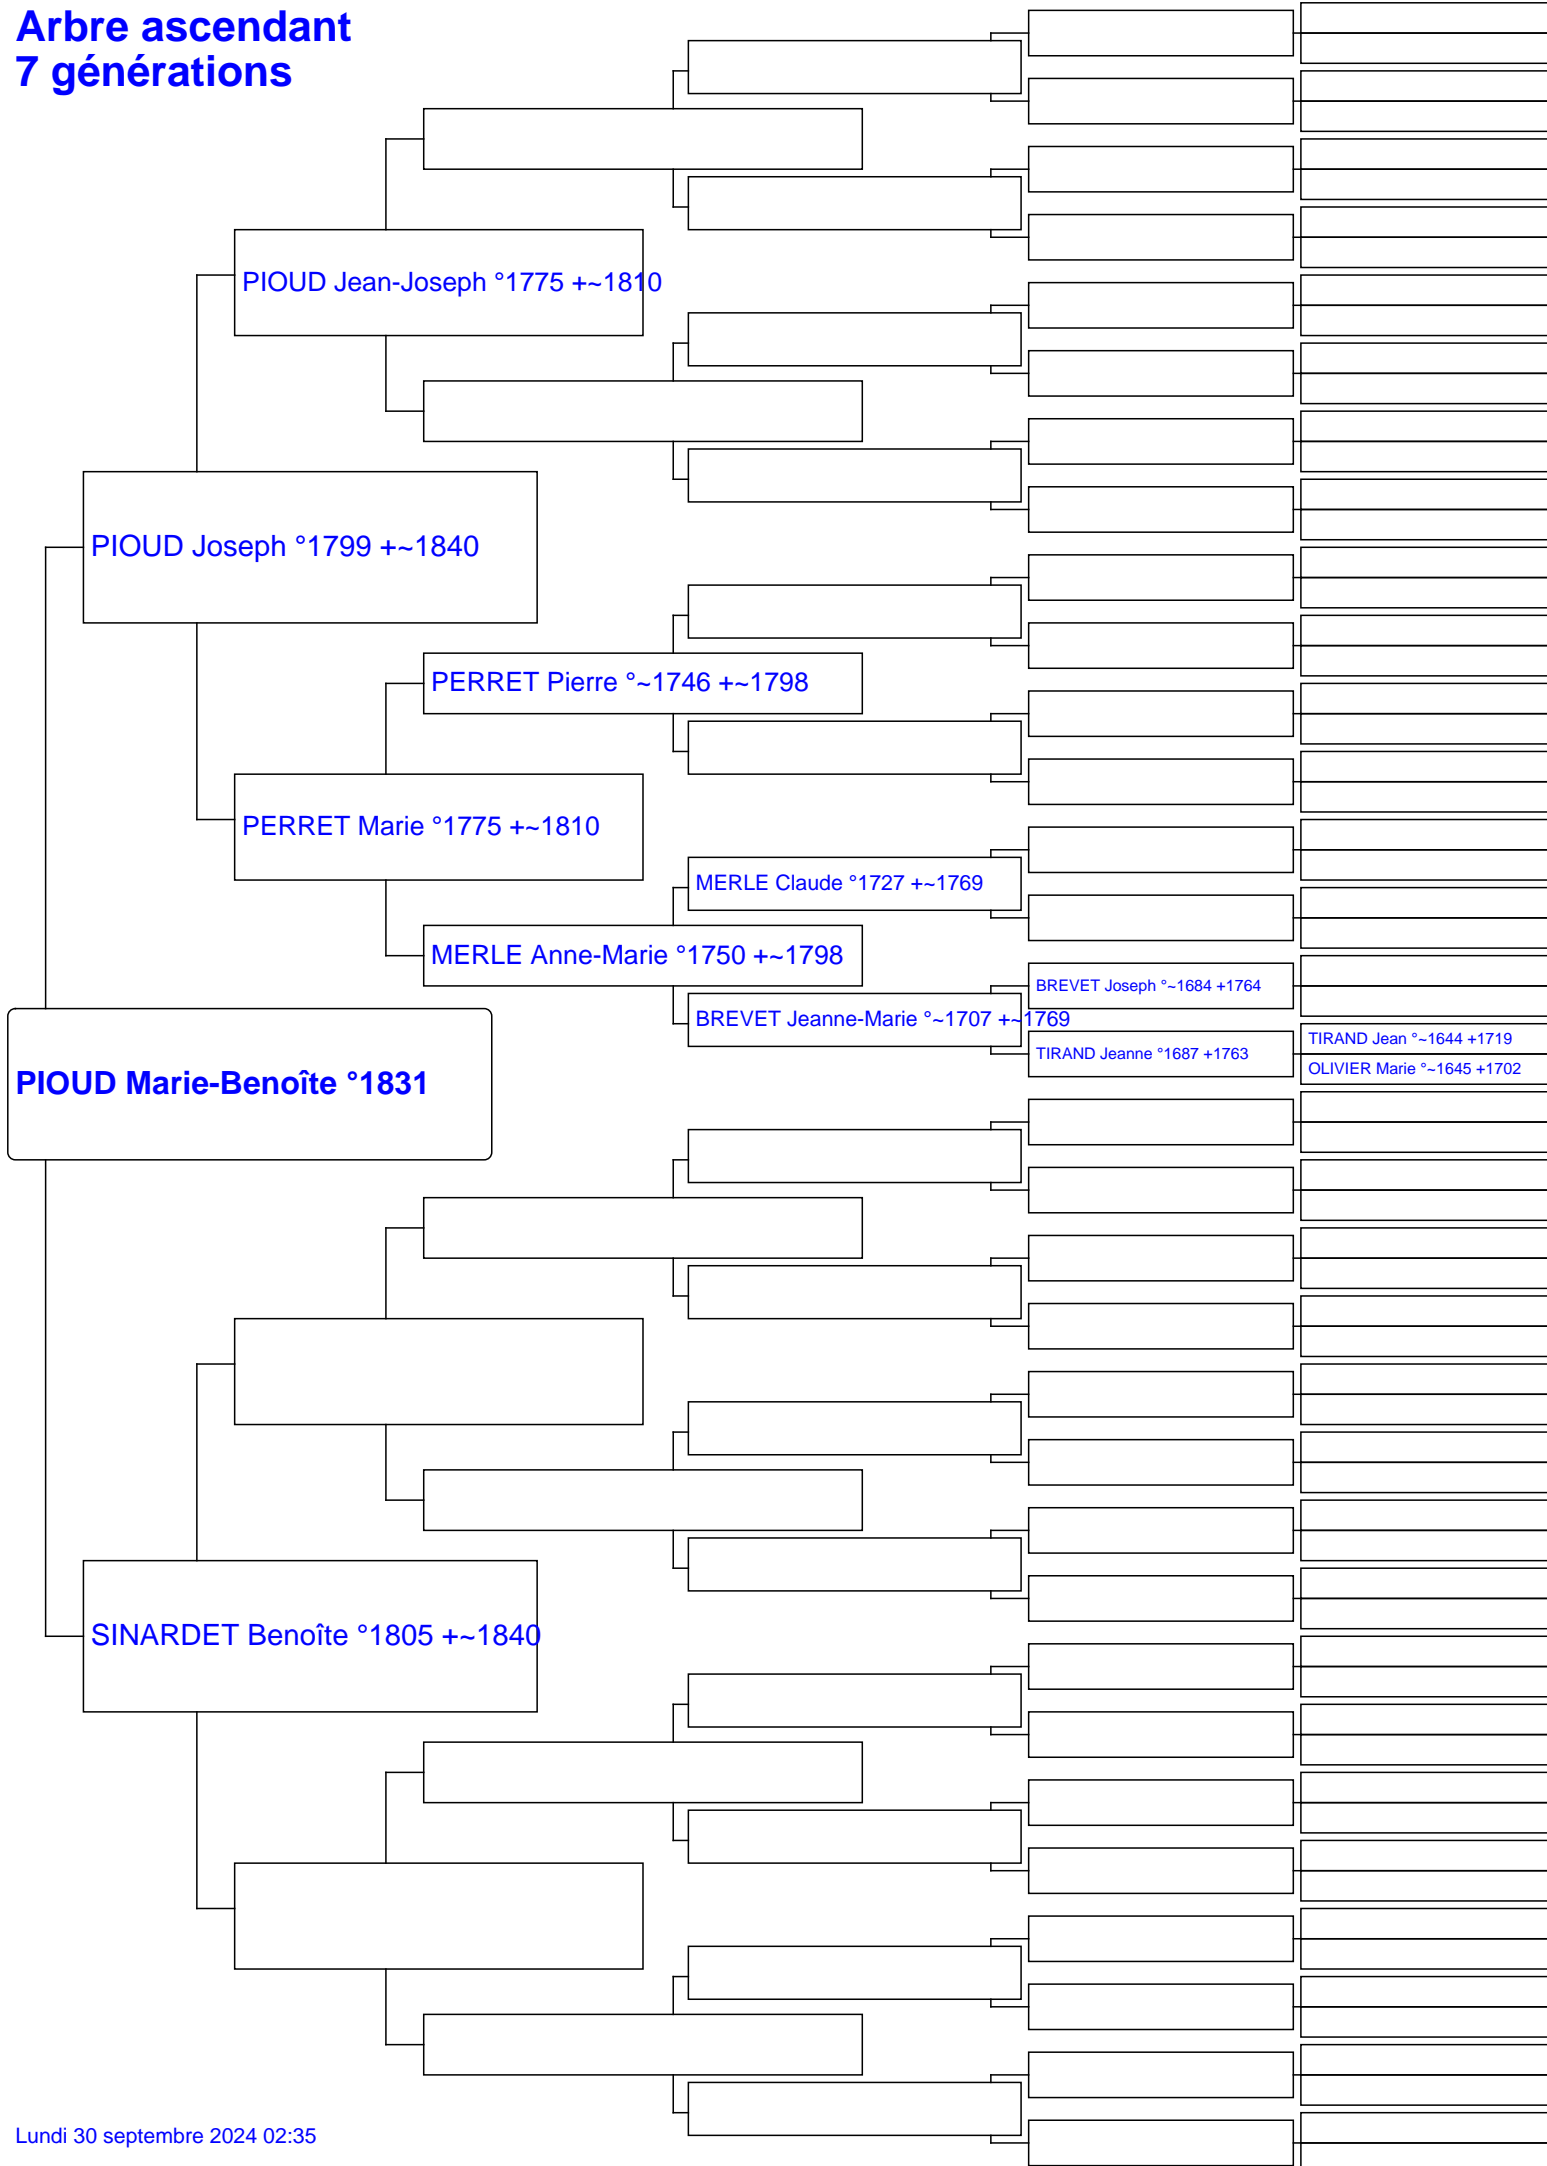 Arbre ascendant
7 générations
PIOUD Jean-Joseph °1775 +~1810
PIOUD Joseph °1799 +~1840
PERRET Pierre °~1746 +~1798
PERRET Marie °1775 +~1810
MERLE Claude °1727 +~1769
MERLE Anne-Marie °1750 +~1798
BREVET Joseph °~1684 +1764
BREVET Jeanne-Marie °~1707 +~1769
TIRAND Jean °~1644 +1719
TIRAND Jeanne °1687 +1763
OLIVIER Marie °~1645 +1702
PIOUD Marie-Benoîte °1831
SINARDET Benoîte °1805 +~1840
Lundi 30 septembre 2024 02:35